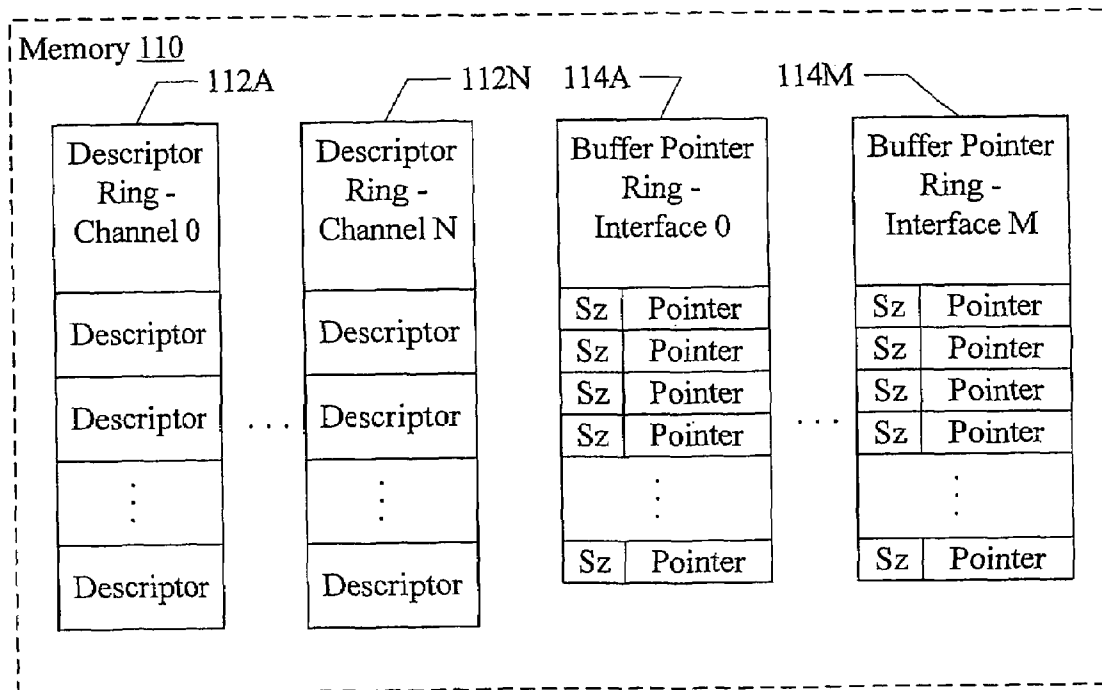 Memory 110
112A
112N
114A
114M
Descriptor
Ring -
Channel 0
Descriptor
Descriptor
⋮
Descriptor
. . .
Descriptor
Ring -
Channel N
Descriptor
Descriptor
⋮
Descriptor
Buffer Pointer
Ring -
Interface 0
Sz Pointer
Sz Pointer
Sz Pointer
Sz Pointer
⋮
Sz Pointer
. . .
Buffer Pointer
Ring -
Interface M
Sz Pointer
Sz Pointer
Sz Pointer
Sz Pointer
⋮
Sz Pointer